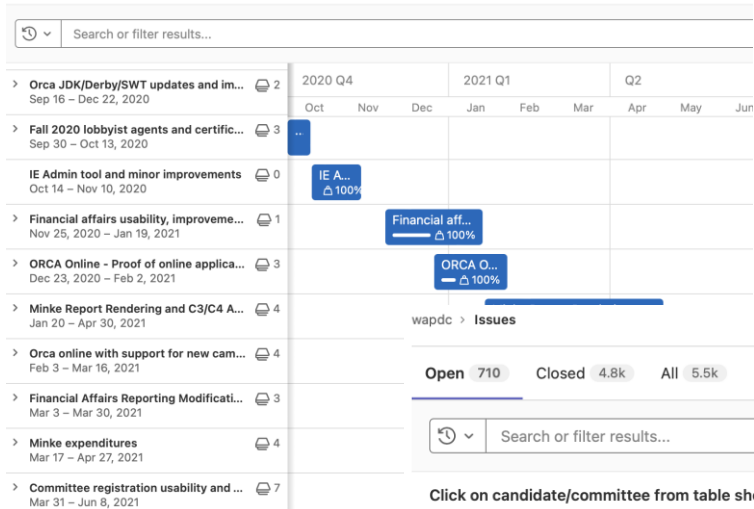 Search or filter results...
2020 Q4 2021 Q1 Q2
Oct Nov Dec Jan Feb Mar Apr May Jun
Orca JDK/Derby/SWT updates and im... 2
Sep 16 – Dec 22, 2020
Fall 2020 lobbyist agents and certific... 3
Sep 30 – Oct 13, 2020
...
IE Admin tool and minor improvements 0
Oct 14 – Nov 10, 2020
IE A...
100%
Financial affairs usability, improveme... 1
Nov 25, 2020 – Jan 19, 2021
Financial aff...
100%
ORCA Online - Proof of online applica... 3
Dec 23, 2020 – Feb 2, 2021
ORCA O...
100%
Minke Report Rendering and C3/C4 A... 4
Jan 20 – Apr 30, 2021
Orca online with support for new cam... 4
Feb 3 – Mar 16, 2021
Financial Affairs Reporting Modificati... 3
Mar 3 – Mar 30, 2021
Minke expenditures 4
Mar 17 – Apr 27, 2021
Committee registration usability and ... 7
Mar 31 – Jun 8, 2021
wapdc > Issues
Open 710 Closed 4.8k All 5.5k
Search or filter results...
Click on candidate/committee from table sh